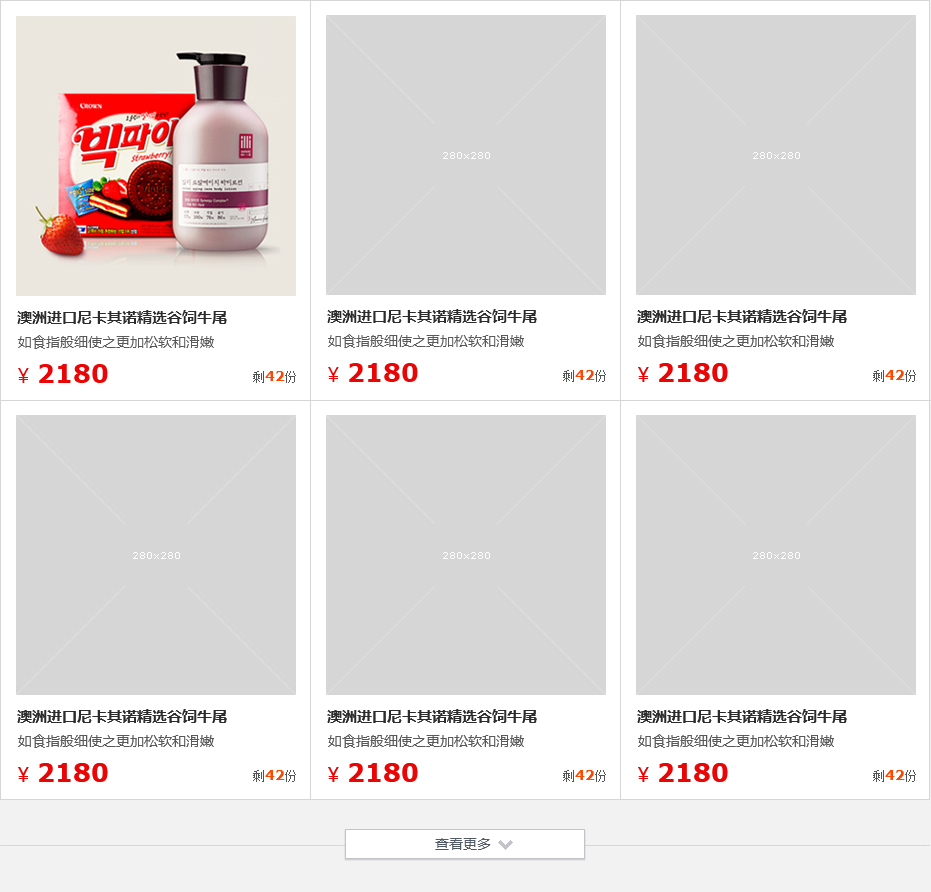 CROWN
빅파이
Strawberry!
illi
280x280
280x280
澳洲进口尼卡其诺精选谷饲牛尾
如食指般细使之更加松软和滑嫩
¥ 2180
剩42份
澳洲进口尼卡其诺精选谷饲牛尾
如食指般细使之更加松软和滑嫩
¥ 2180
剩42份
澳洲进口尼卡其诺精选谷饲牛尾
如食指般细使之更加松软和滑嫩
¥ 2180
剩42份
280x280
280x280
280x280
澳洲进口尼卡其诺精选谷饲牛尾
如食指般细使之更加松软和滑嫩
¥ 2180
剩42份
澳洲进口尼卡其诺精选谷饲牛尾
如食指般细使之更加松软和滑嫩
¥ 2180
剩42份
澳洲进口尼卡其诺精选谷饲牛尾
如食指般细使之更加松软和滑嫩
¥ 2180
剩42份
查看更多